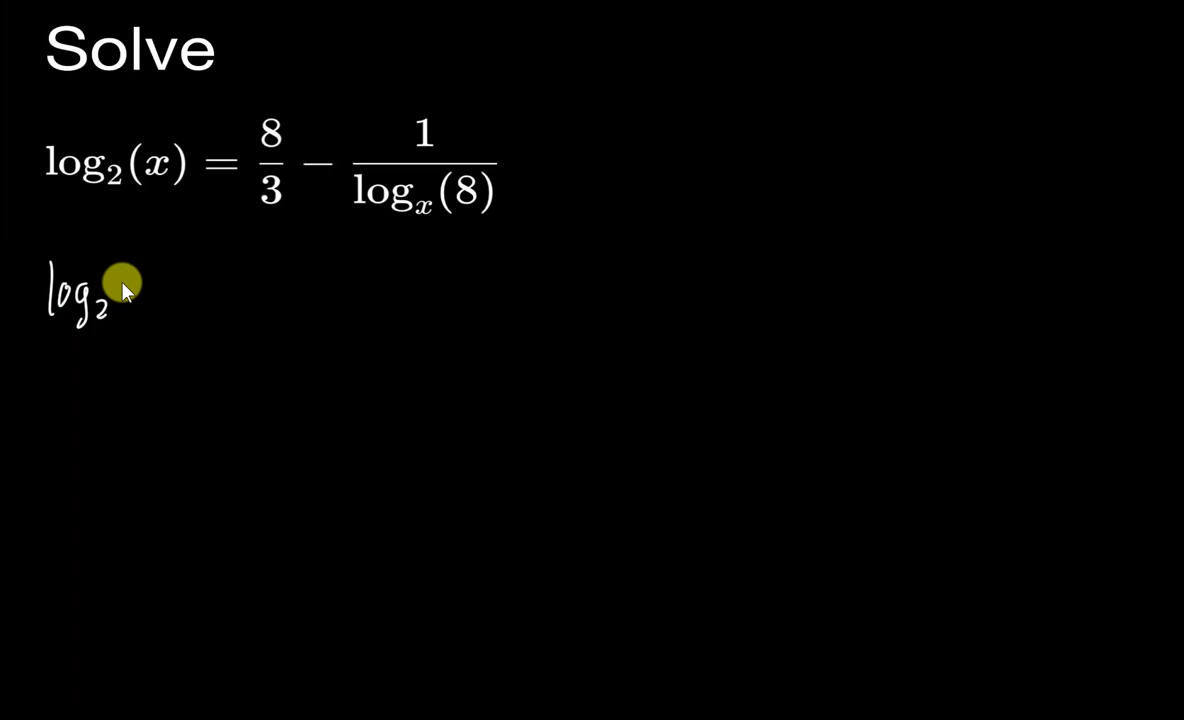 Solve
log₂(x) = 8/3 − 1/logₓ(8)
log₂